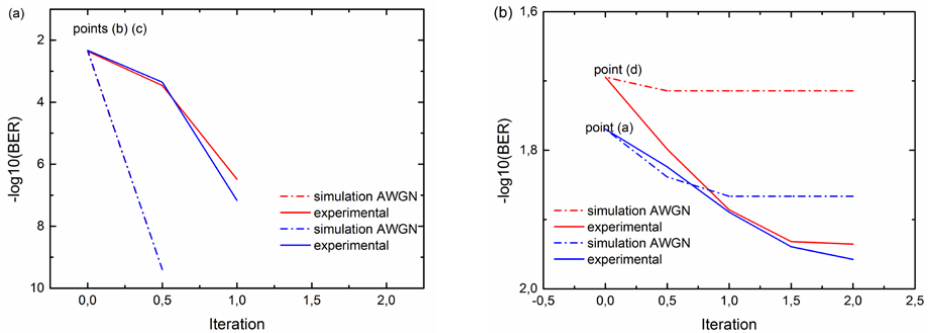 (a)
points (b) (c)
2
4
6
8
10
-log10(BER)
0,0
0,5
1,0
1,5
2,0
Iteration
simulation AWGN
experimental
simulation AWGN
experimental
(b)
1,6
1,8
2,0
-log10(BER)
point (d)
point (a)
simulation AWGN
experimental
simulation AWGN
experimental
-0,5
0,0
0,5
1,0
1,5
2,0
2,5
Iteration